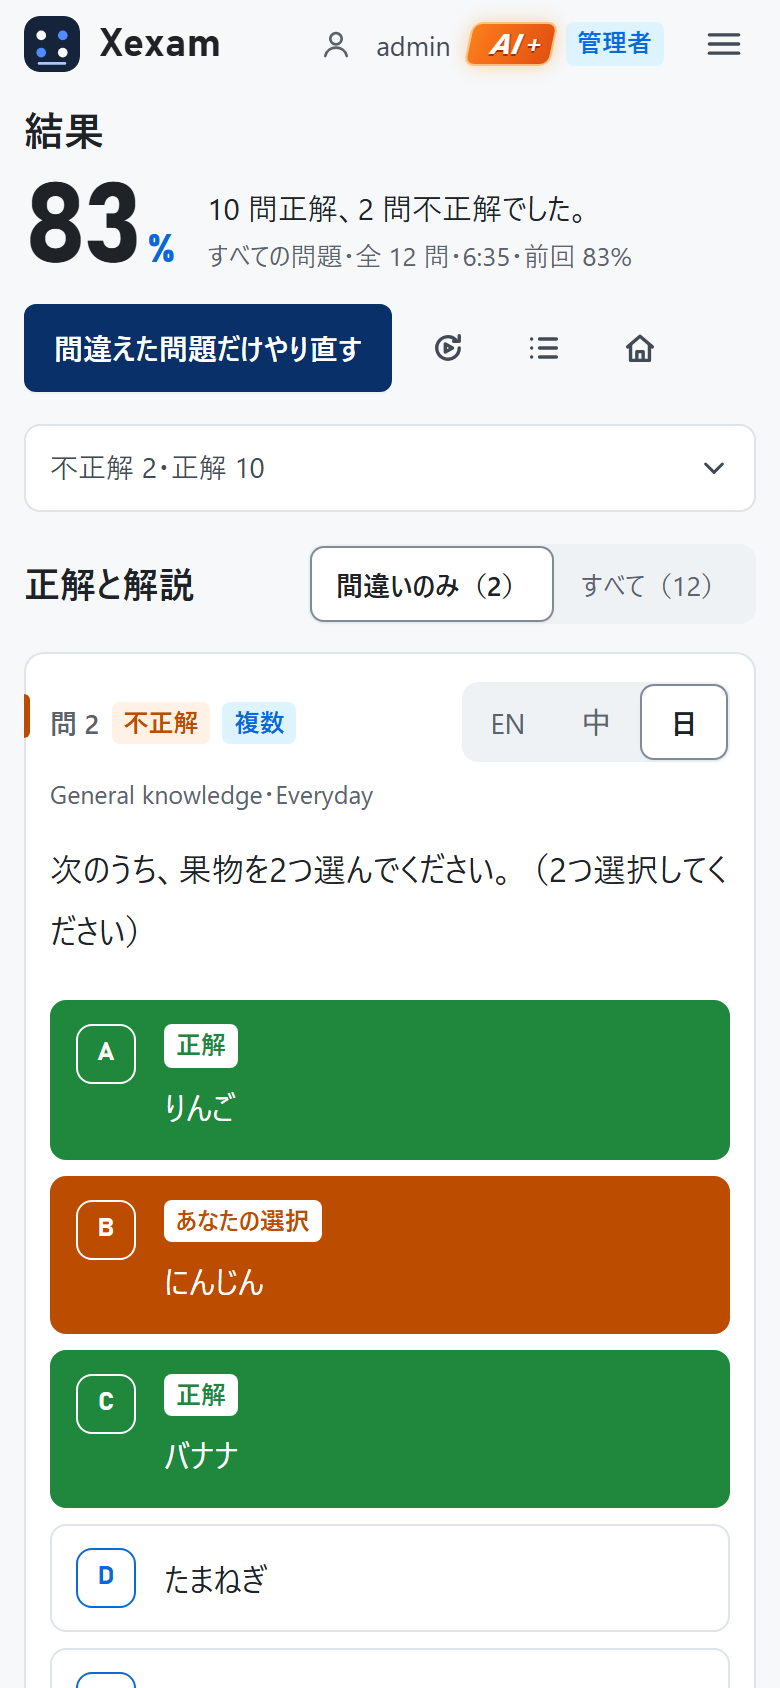 Xexam
admin
AI+
管理者
結果
83%
10 問正解、2 問不正解でした。
すべての問題・全 12 問・6:35・前回 83%
間違えた問題だけやり直す
不正解 2・正解 10
正解と解説
間違いのみ（2）
すべて（12）
問 2
不正解
複数
EN
中
日
General knowledge・Everyday
次のうち、果物を2つ選んでください。（2つ選択してく
ださい）
A
正解
りんご
B
あなたの選択
にんじん
C
正解
バナナ
D
たまねぎ